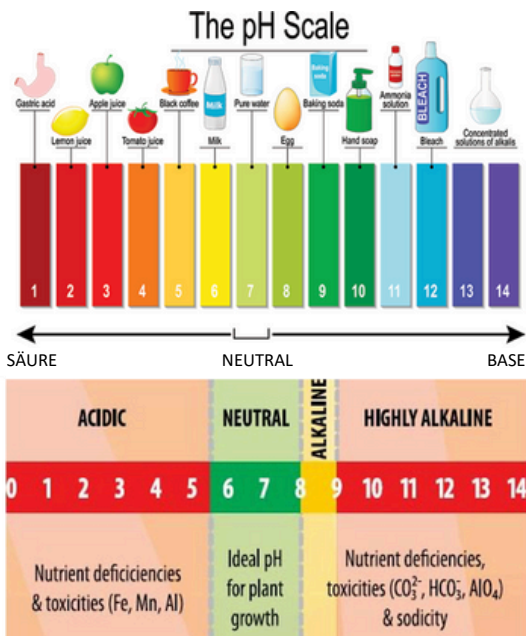 The pH Scale
Gastric acid
Lemon juice
Apple juice
Tomato juice
Black coffee
Milk
Milk
Pure water
Egg
Baking soda
Baking soda
Hand soap
Ammonia solution
BLEACH
Bleach
Concentrated
solutions of alkalis
1 2 3 4 5 6 7 8 9 10 11 12 13 14
SÄURE NEUTRAL BASE
ACIDIC NEUTRAL ALKALINE HIGHLY ALKALINE
0 1 2 3 4 5 6 7 8 9 10 11 12 13 14
Nutrient deficiciencies
& toxicities (Fe, Mn, Al)
Ideal pH
for plant
growth
Nutrient deficiencies,
toxicities (CO₃²⁻, HCO₃⁻, AlO₄⁻)
& sodicity